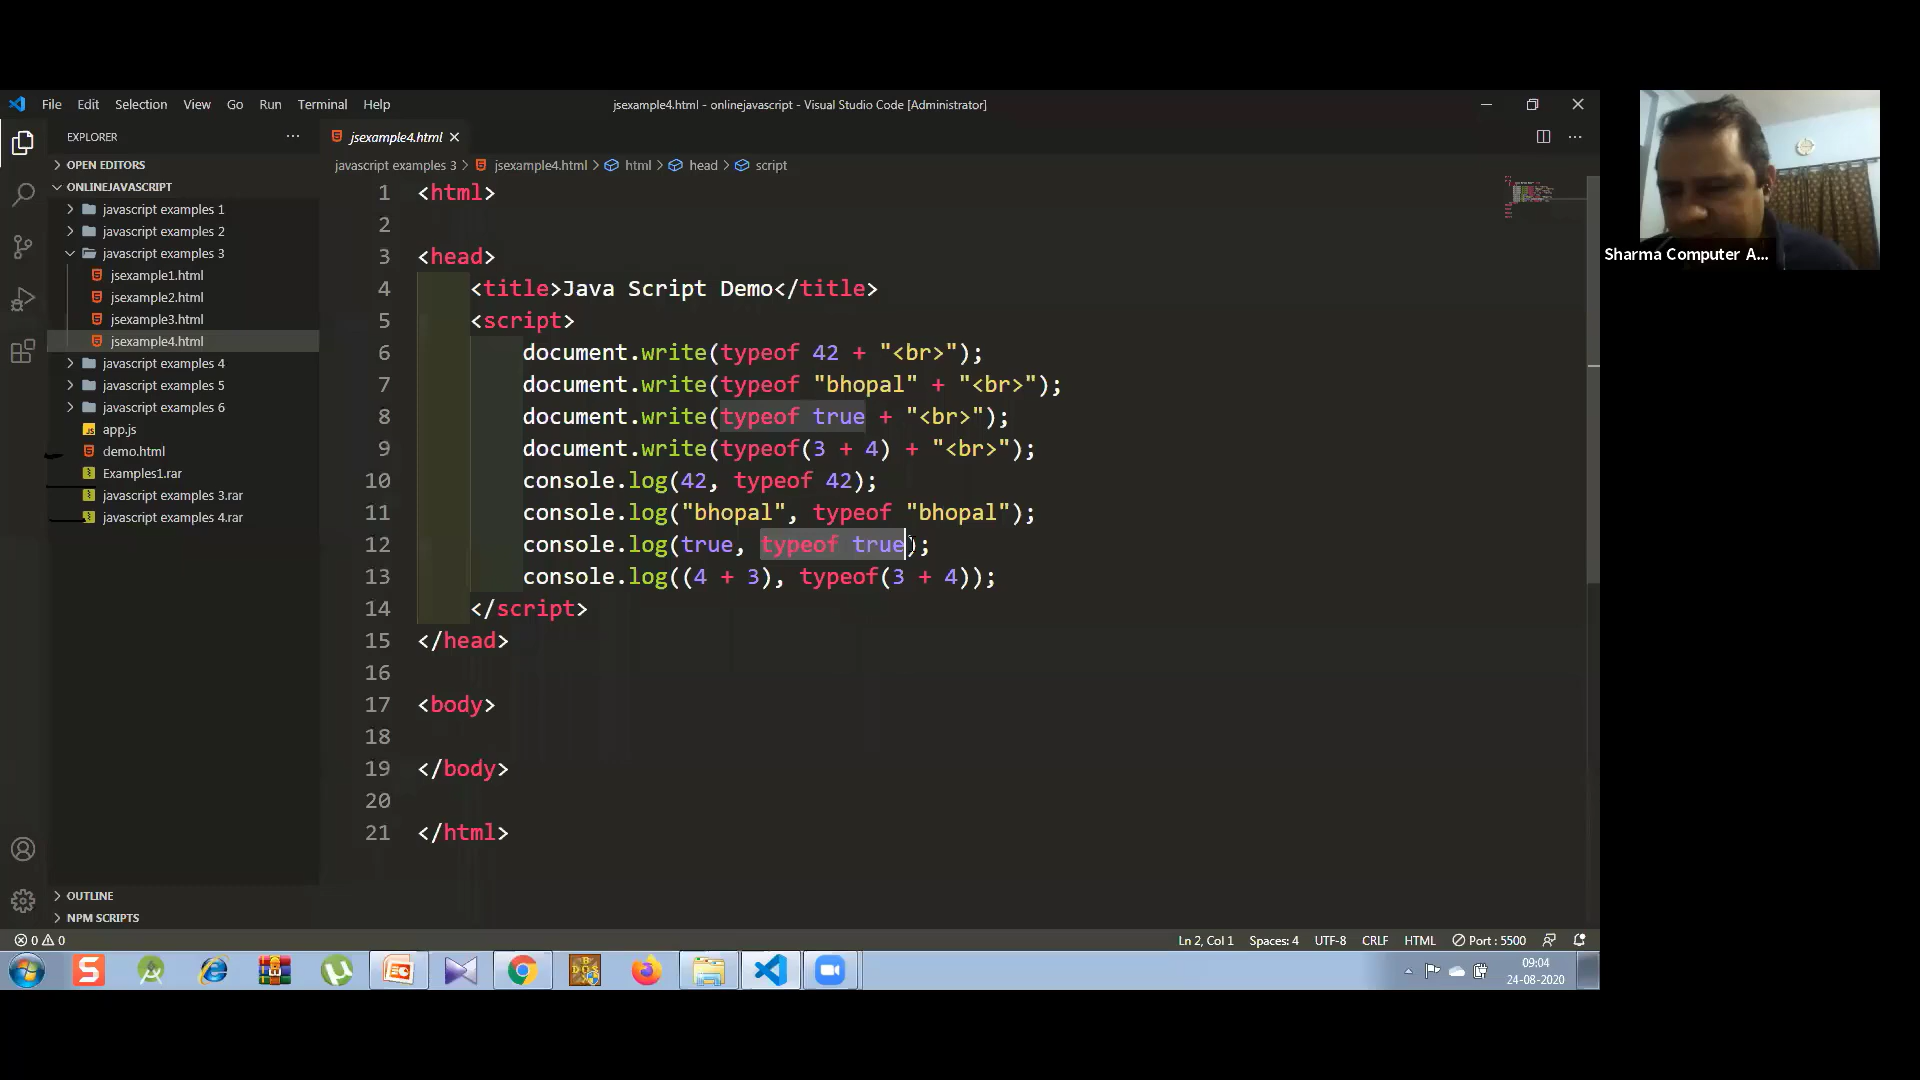 File Edit Selection View Go Run Terminal Help
jsexample4.html - onlinejavascript - Visual Studio Code [Administrator]
EXPLORER
jsexample4.html
OPEN EDITORS
ONLINEJAVASCRIPT
javascript examples 1
javascript examples 2
javascript examples 3
jsexample1.html
jsexample2.html
jsexample3.html
jsexample4.html
javascript examples 4
javascript examples 5
javascript examples 6
app.js
demo.html
Examples1.rar
javascript examples 3.rar
javascript examples 4.rar
OUTLINE
NPM SCRIPTS
javascript examples 3 > jsexample4.html > html > head > script
1 <html>
2
3 <head>
4 <title>Java Script Demo</title>
5 <script>
6 document.write(typeof 42 + "<br>");
7 document.write(typeof "bhopal" + "<br>");
8 document.write(typeof true + "<br>");
9 document.write(typeof(3 + 4) + "<br>");
10 console.log(42, typeof 42);
11 console.log("bhopal", typeof "bhopal");
12 console.log(true, typeof true);
13 console.log((4 + 3), typeof(3 + 4));
14 </script>
15 </head>
16
17 <body>
18
19 </body>
20
21 </html>
Sharma Computer A...
0 0
Ln 2, Col 1 Spaces: 4 UTF-8 CRLF HTML Port : 5500
09:04
24-08-2020